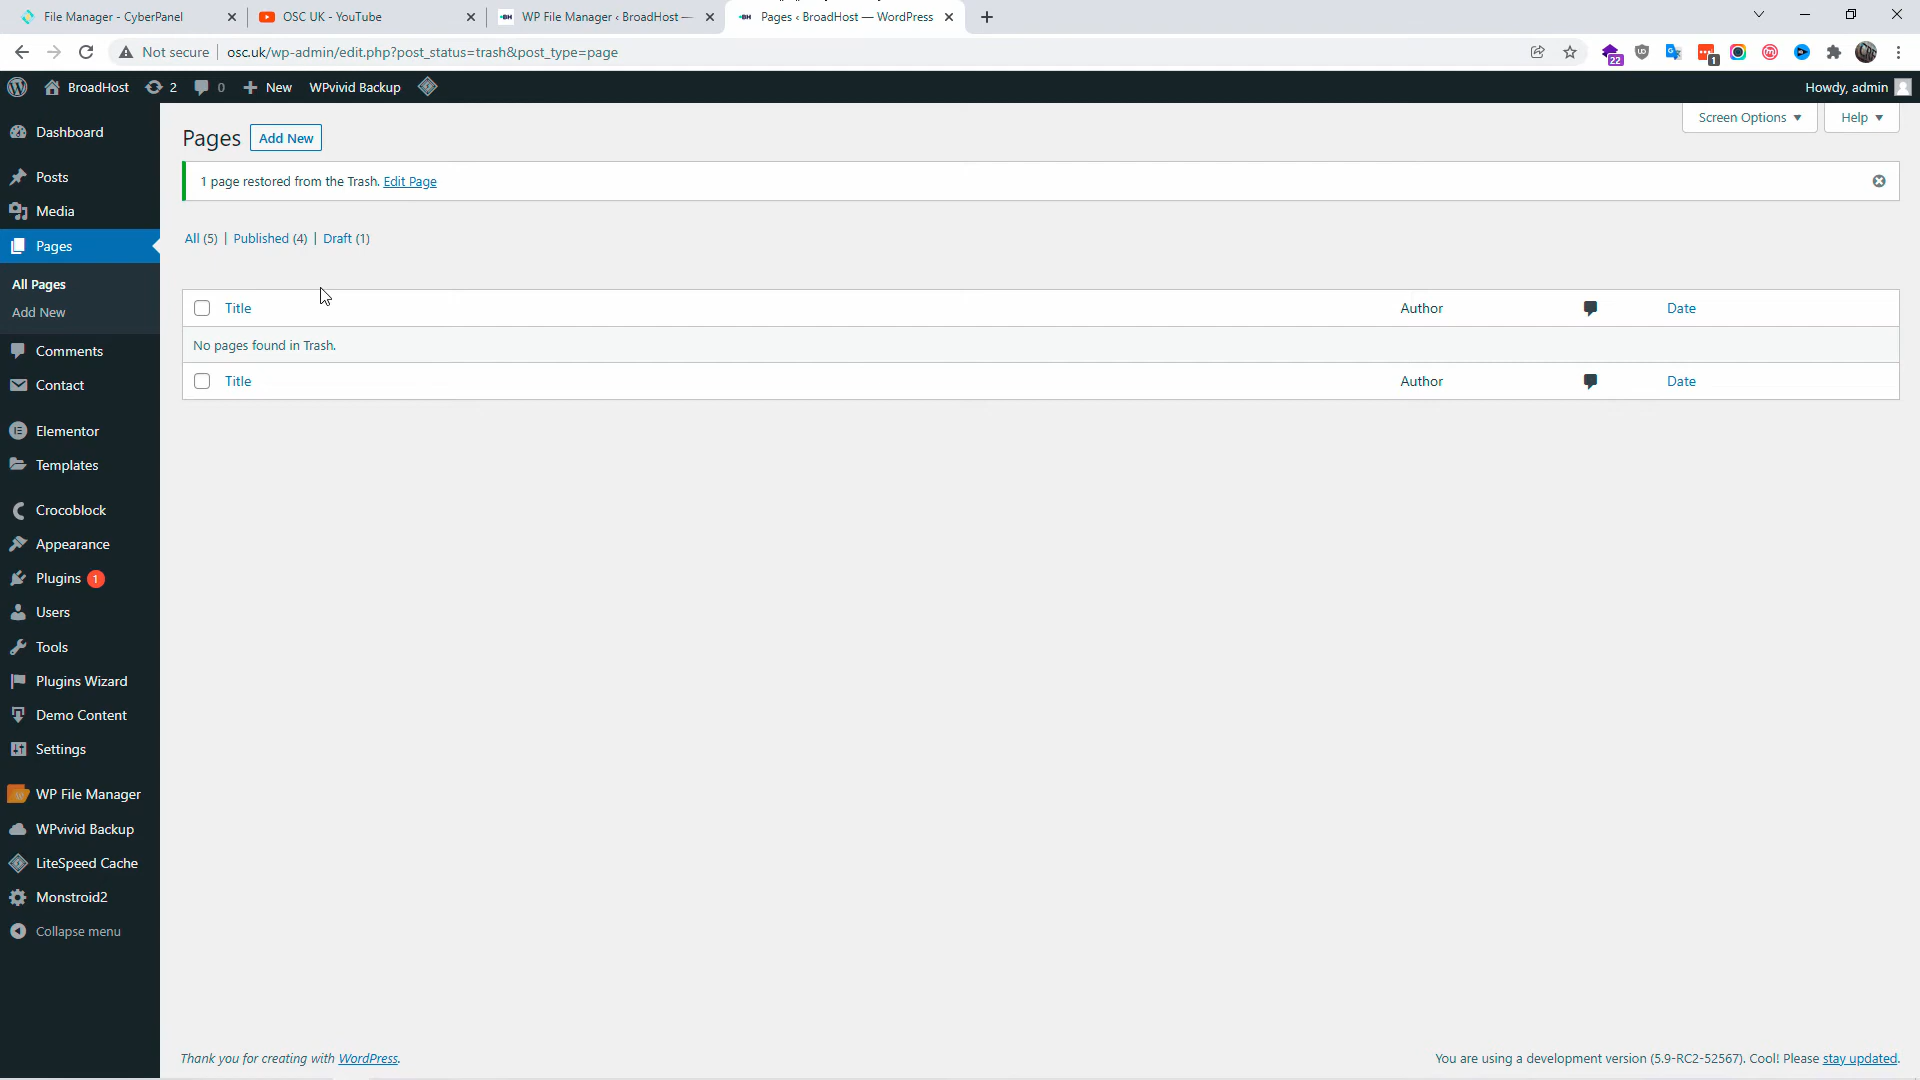 File Manager - CyberPanel
OSC UK - YouTube
WP File Manager ‹ BroadHost —
Pages ‹ BroadHost — WordPress
Not secure
osc.uk/wp-admin/edit.php?post_status=trash&post_type=page
22
1
BroadHost
2
0
New
WPvivid Backup
Howdy, admin
Dashboard
Posts
Media
Pages
All Pages
Add New
Comments
Contact
Elementor
Templates
Crocoblock
Appearance
Plugins 1
Users
Tools
Plugins Wizard
Demo Content
Settings
WP File Manager
WPvivid Backup
LiteSpeed Cache
Monstroid2
Collapse menu
Screen Options
Help
Pages
Add New
1 page restored from the Trash. Edit Page
All (5) | Published (4) | Draft (1)
Title Author Date
No pages found in Trash.
Title Author Date
Thank you for creating with WordPress.
You are using a development version (5.9-RC2-52567). Cool! Please stay updated.